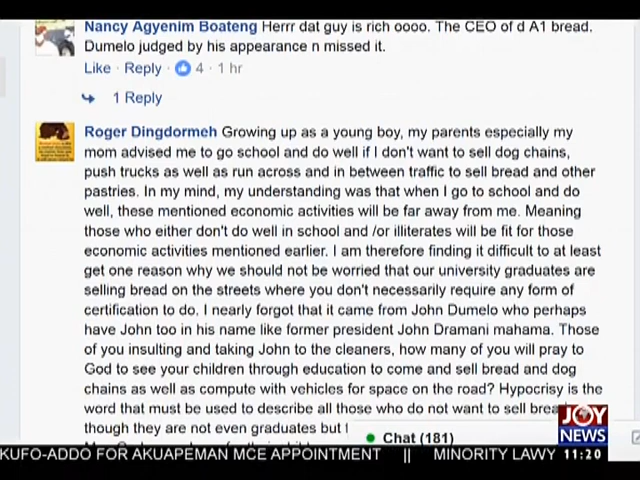 Nancy Agyenim Boateng Herrr dat guy is rich oooo. The CEO of d A1 bread.
Dumelo judged by his appearance n missed it.
Like · Reply · 4 · 1 hr
1 Reply
Roger Dingdormeh Growing up as a young boy, my parents especially my
mom advised me to go school and do well if I don't want to sell dog chains,
push trucks as well as run across and in between traffic to sell bread and other
pastries. In my mind, my understanding was that when I go to school and do
well, these mentioned economic activities will be far away from me. Meaning
those who either don't do well in school and /or illiterates will be fit for those
economic activities mentioned earlier. I am therefore finding it difficult to at least
get one reason why we should not be worried that our university graduates are
selling bread on the streets where you don't necessarily require any form of
certification to do. I nearly forgot that it came from John Dumelo who perhaps
have John too in his name like former president John Dramani mahama. Those
of you insulting and taking John to the cleaners, how many of you will pray to
God to see your children through education to come and sell bread and dog
chains as well as compute with vehicles for space on the road? Hypocrisy is the
word that must be used to describe all those who do not want to sell brea
though they are not even graduates but
Chat (181)
JOY
NEWS
KUFO-ADDO FOR AKUAPEMAN MCE APPOINTMENT || MINORITY LAWY 11:20